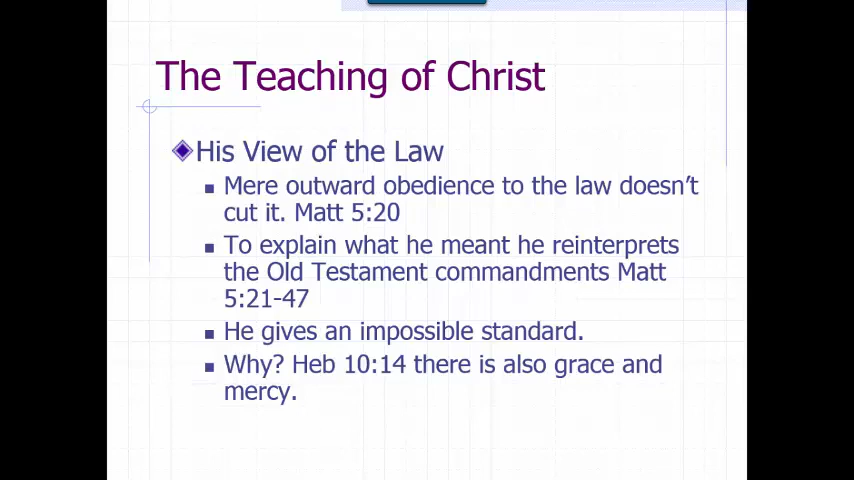 The Teaching of Christ
His View of the Law
Mere outward obedience to the law doesn't
cut it. Matt 5:20
To explain what he meant he reinterprets
the Old Testament commandments Matt
5:21-47
He gives an impossible standard.
Why? Heb 10:14 there is also grace and
mercy.